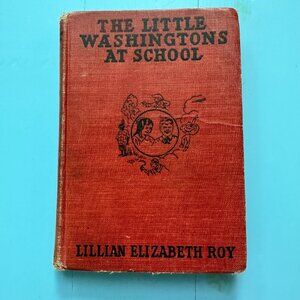 THE LITTLE
WASHINGTONS
AT SCHOOL
LILLIAN ELIZABETH ROY